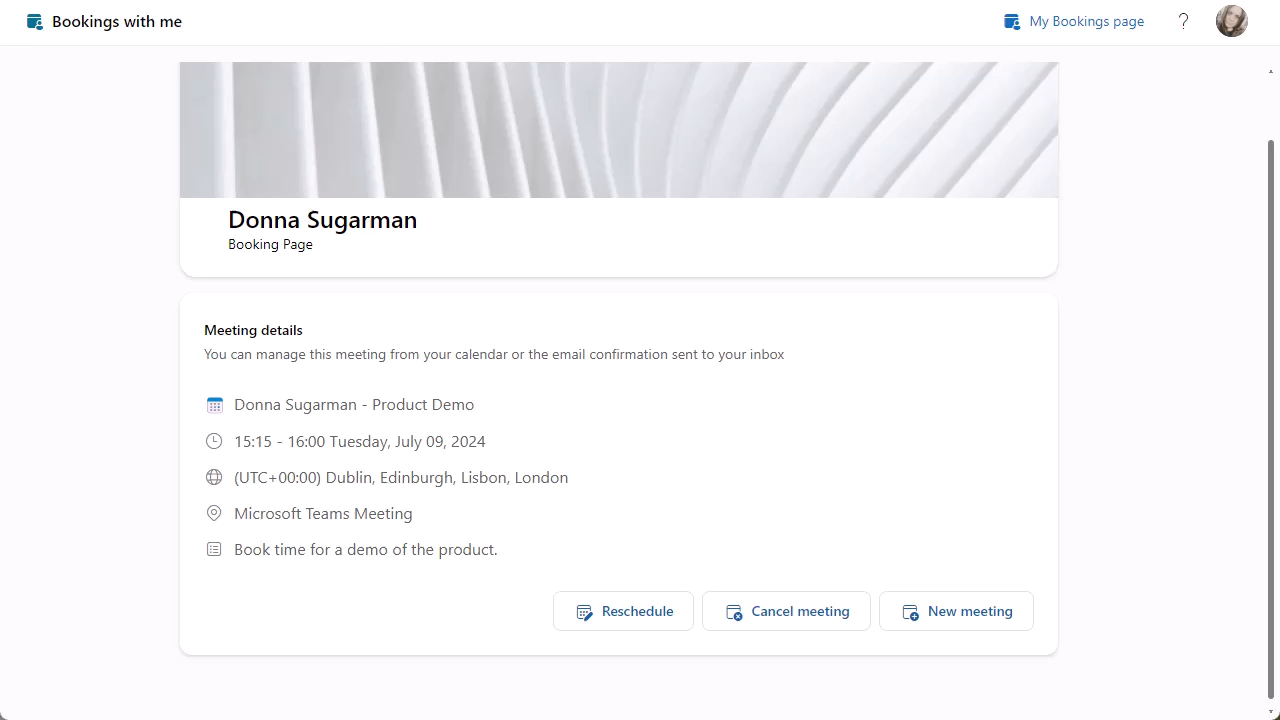 Bookings with me
My Bookings page
?
Donna Sugarman
Booking Page
Meeting details
You can manage this meeting from your calendar or the email confirmation sent to your inbox
Donna Sugarman - Product Demo
15:15 - 16:00 Tuesday, July 09, 2024
(UTC+00:00) Dublin, Edinburgh, Lisbon, London
Microsoft Teams Meeting
Book time for a demo of the product.
Reschedule
Cancel meeting
New meeting